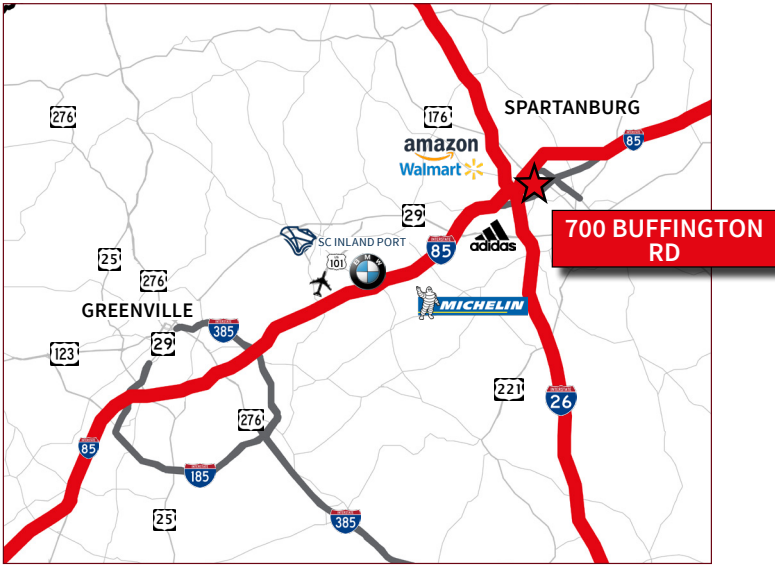 276
176
SPARTANBURG
85
amazon
Walmart
29
700 BUFFINGTON
RD
SC INLAND PORT
85
adidas
101
BMW
25
276
MICHELIN
GREENVILLE
385
29
123
221
26
276
85
185
25
385